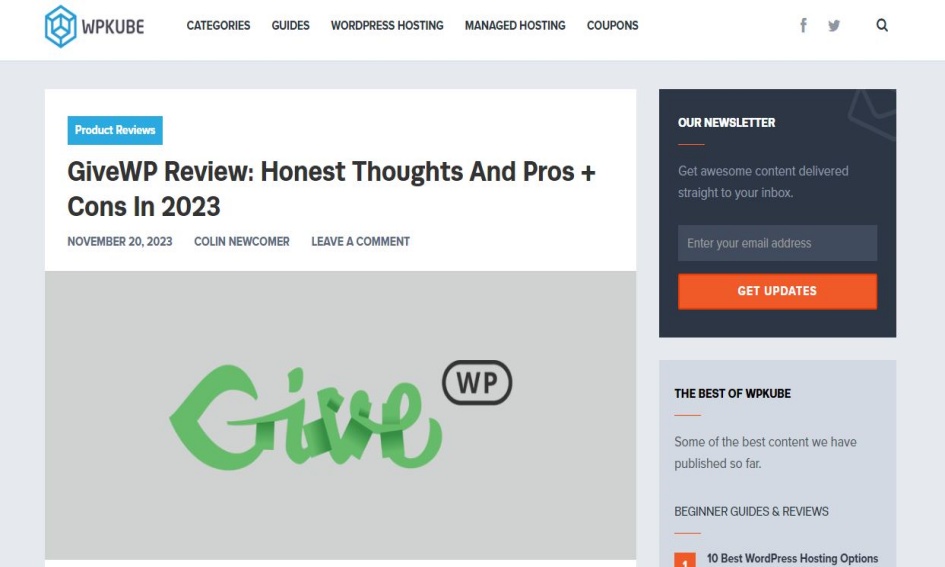 WPKUBE
CATEGORIES
GUIDES
WORDPRESS HOSTING
MANAGED HOSTING
COUPONS
Product Reviews
GiveWP Review: Honest Thoughts And Pros +
Cons In 2023
NOVEMBER 20, 2023
COLIN NEWCOMER
LEAVE A COMMENT
Give
WP
OUR NEWSLETTER
Get awesome content delivered
straight to your inbox.
Enter your email address
GET UPDATES
THE BEST OF WPKUBE
Some of the best content we have
published so far.
BEGINNER GUIDES & REVIEWS
1
10 Best WordPress Hosting Options